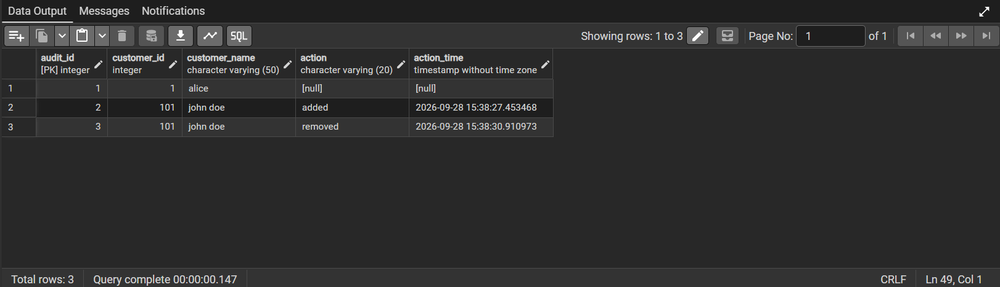 Data Output Messages Notifications
SQL Showing rows: 1 to 3 Page No: 1 of 1
audit_id customer_id customer_name action action_time
[PK] integer integer character varying (50) character varying (20) timestamp without time zone
1 1 1 alice [null] [null]
2 2 101 john doe added 2026-09-28 15:38:27.453468
3 3 101 john doe removed 2026-09-28 15:38:30.910973
Total rows: 3 Query complete 00:00:00.147 CRLF Ln 49, Col 1